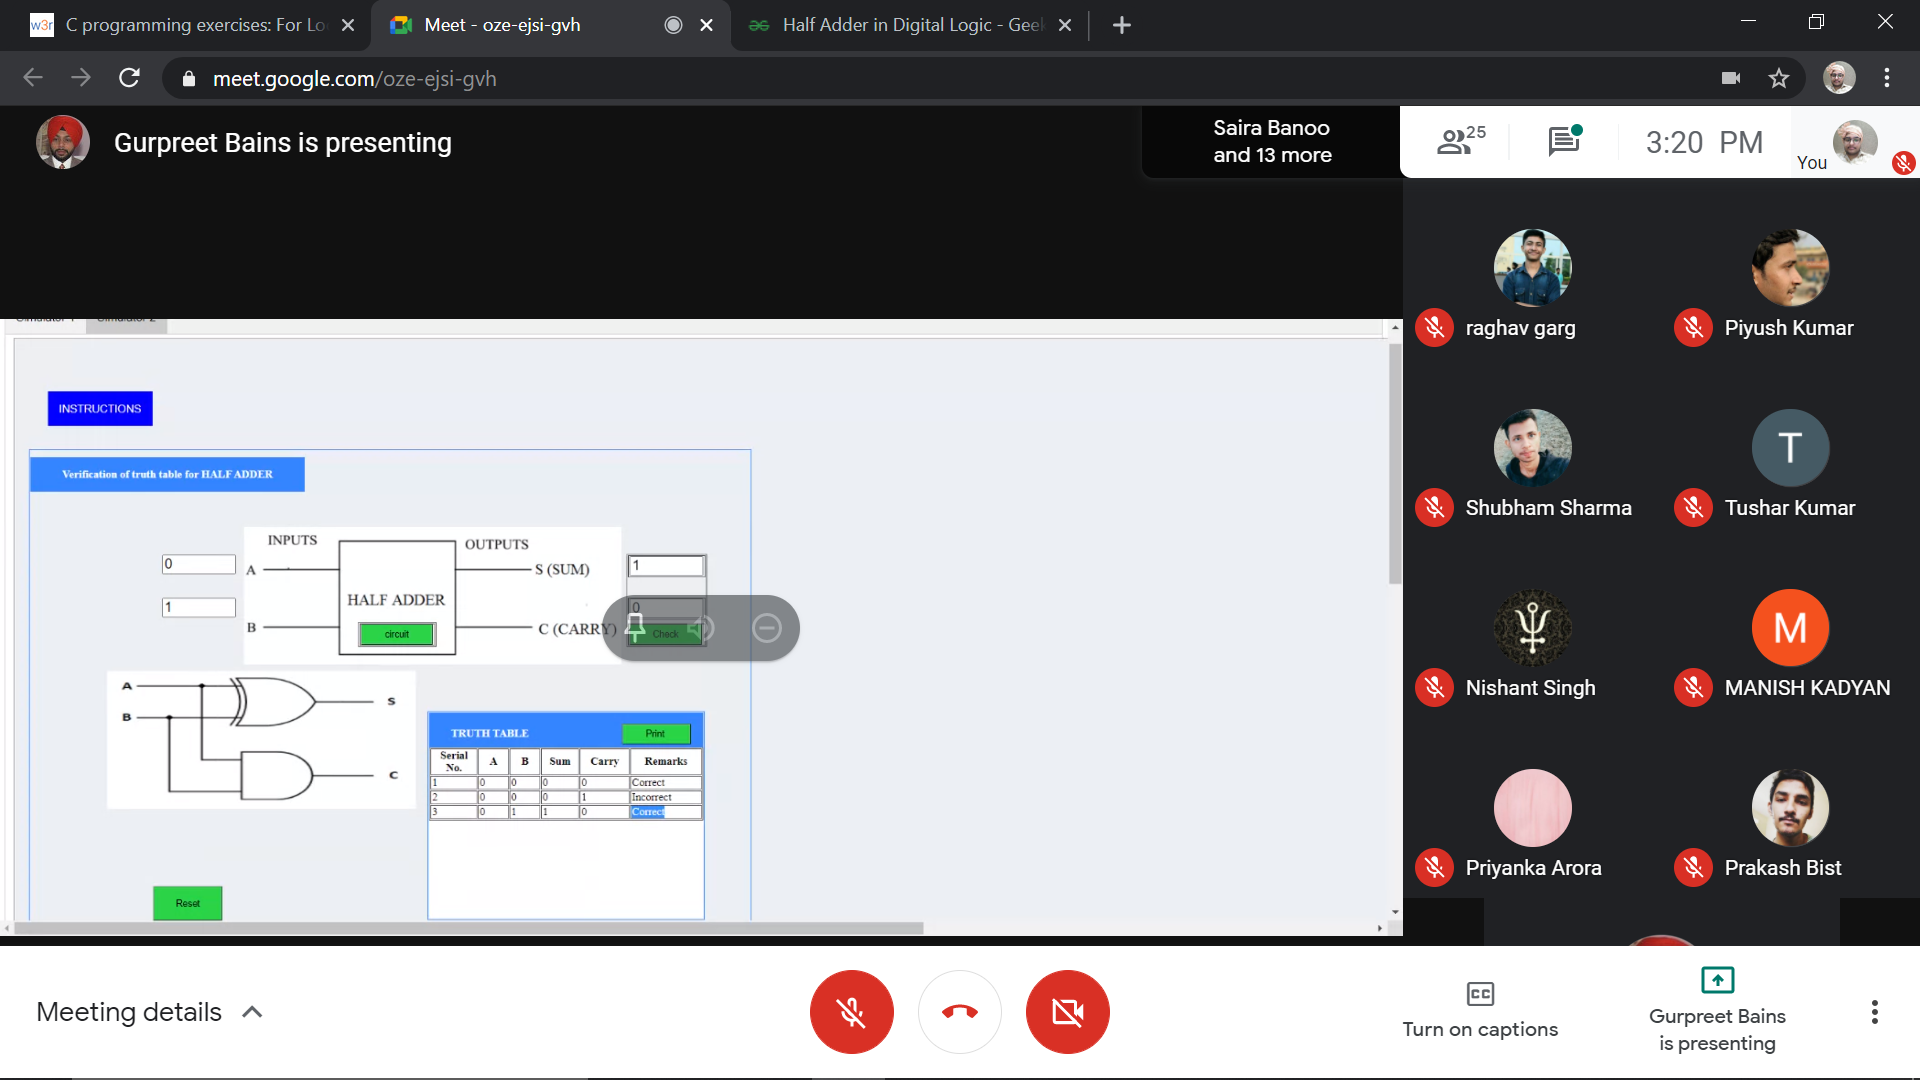 C programming exercises: For Lo
Meet - oze-ejsi-gvh
Half Adder in Digital Logic - Geek
meet.google.com/oze-ejsi-gvh
Gurpreet Bains is presenting
Saira Banoo
and 13 more
25
3:20 PM
You
raghav garg
Piyush Kumar
Shubham Sharma
T
Tushar Kumar
Nishant Singh
M
MANISH KADYAN
Priyanka Arora
Prakash Bist
INSTRUCTIONS
Verification of truth table for HALF ADDER
INPUTS
OUTPUTS
0
A
S (SUM)
1
HALF ADDER
1
B
circuit
C (CARRY)
0
Check
A
B
S
C
TRUTH TABLE
Print
Serial No. A B Sum Carry Remarks
1 0 0 0 0 Correct
2 0 0 0 1 Incorrect
3 0 1 1 0 Correct
Reset
Meeting details
CC
Turn on captions
Gurpreet Bains
is presenting